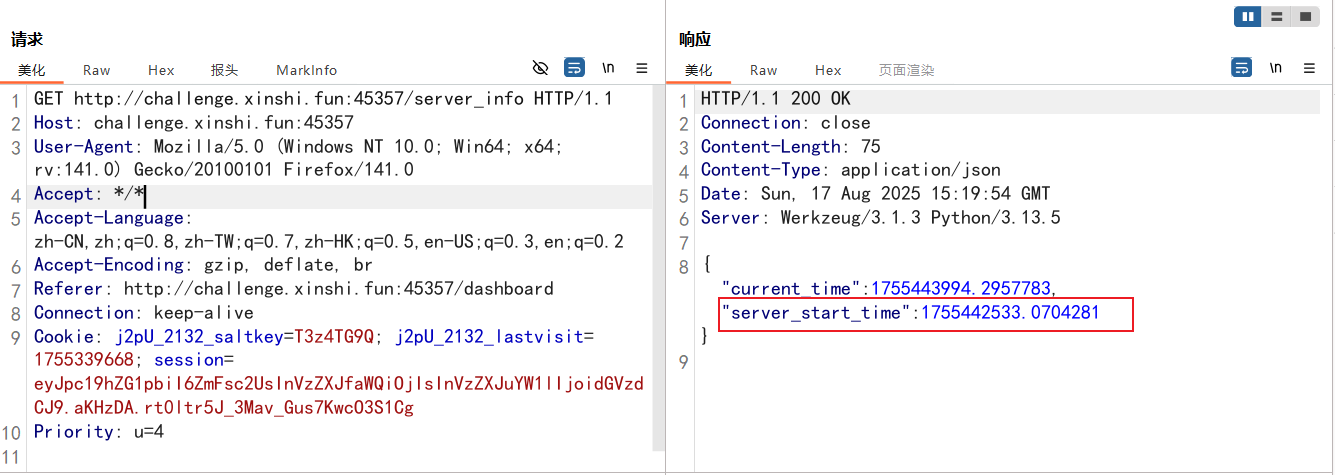 请求
美化 Raw Hex 报头 MarkInfo \n
1 GET http://challenge.xinshi.fun:45357/server_info HTTP/1.1
2 Host: challenge.xinshi.fun:45357
3 User-Agent: Mozilla/5.0 (Windows NT 10.0; Win64; x64;
rv:141.0) Gecko/20100101 Firefox/141.0
4 Accept: */*
5 Accept-Language:
zh-CN,zh;q=0.8,zh-TW;q=0.7,zh-HK;q=0.5,en-US;q=0.3,en;q=0.2
6 Accept-Encoding: gzip, deflate, br
7 Referer: http://challenge.xinshi.fun:45357/dashboard
8 Connection: keep-alive
9 Cookie: j2pU_2132_saltkey=T3z4TG9Q; j2pU_2132_lastvisit=
1755339668; session=
eyJpc19hZG1pbiI6ZmFsc2UsInVzZXJfaWQiOjIsInVzZXJuYW1lIjoidGVzd
CJ9.aKHzDA.rt0ltr5J_3Mav_Gus7KwcO3S1Cg
10 Priority: u=4
11
响应
美化 Raw Hex 页面渲染 \n
1 HTTP/1.1 200 OK
2 Connection: close
3 Content-Length: 75
4 Content-Type: application/json
5 Date: Sun, 17 Aug 2025 15:19:54 GMT
6 Server: Werkzeug/3.1.3 Python/3.13.5
7
8 {
"current_time":1755443994.2957783,
"server_start_time":1755442533.0704281
}
9